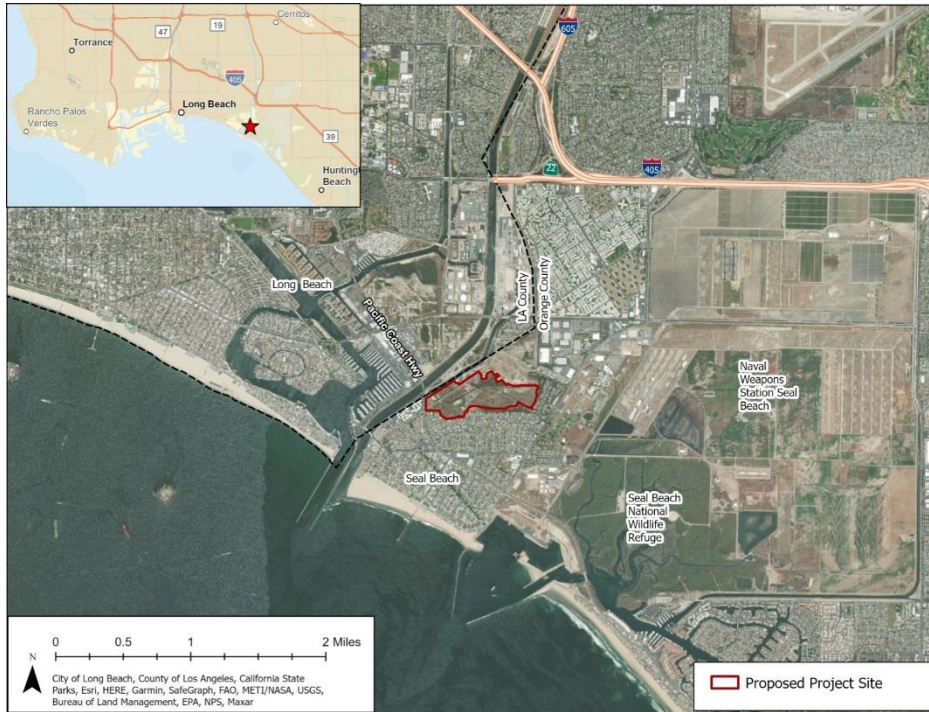 Cerritos
47
19
Torrance
405
Long Beach
Rancho Palos
Verdes
39
Huntington
Beach
605
22
405
Long Beach
Pacific Coast Hwy
LA County
Orange County
Naval
Weapons
Station Seal
Beach
Seal Beach
Seal Beach
National
Wildlife
Refuge
0 0.5 1 2 Miles
N
City of Long Beach, County of Los Angeles, California State
Parks, Esri, HERE, Garmin, SafeGraph, FAO, METI/NASA, USGS,
Bureau of Land Management, EPA, NPS, Maxar
Proposed Project Site